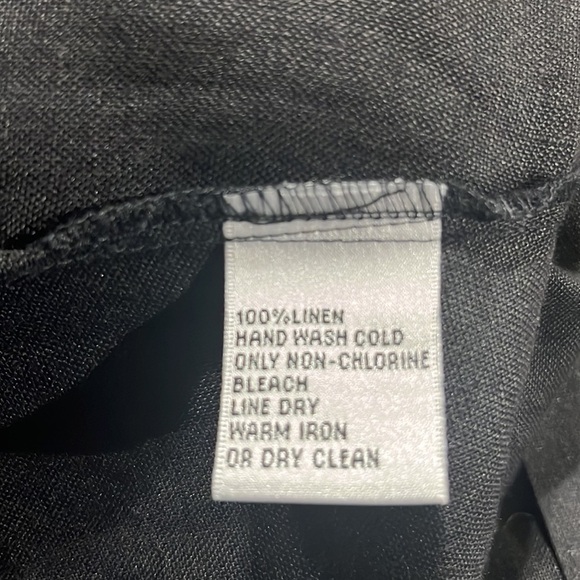 100%LINEN
HAND WASH COLD
ONLY NON-CHLORINE
BLEACH
LINE DRY
WARM IRON
OR DRY CLEAN